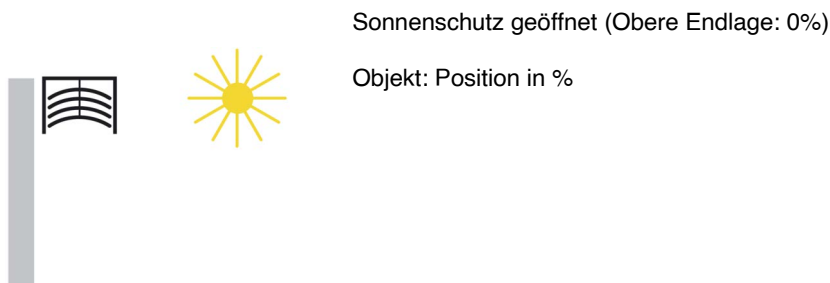 Sonnenschutz geöffnet (Obere Endlage: 0%)
Objekt: Position in %